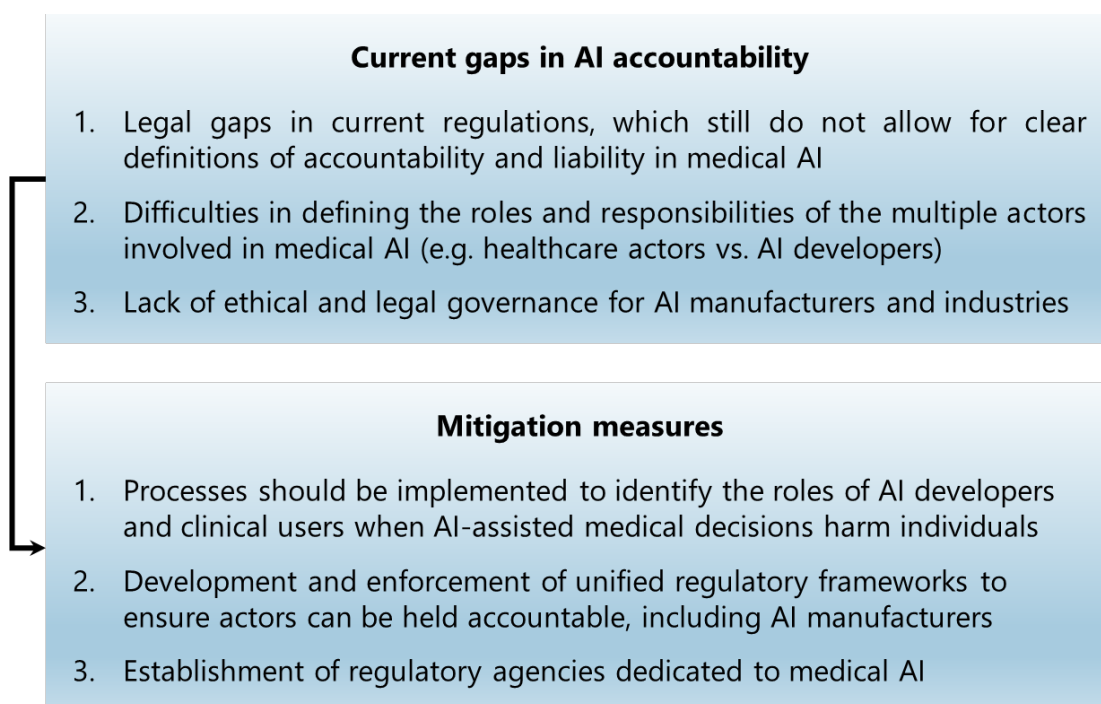 Current gaps in AI accountability
1. Legal gaps in current regulations, which still do not allow for clear
definitions of accountability and liability in medical AI
2. Difficulties in defining the roles and responsibilities of the multiple actors
involved in medical AI (e.g. healthcare actors vs. AI developers)
3. Lack of ethical and legal governance for AI manufacturers and industries
Mitigation measures
1. Processes should be implemented to identify the roles of AI developers
and clinical users when AI-assisted medical decisions harm individuals
2. Development and enforcement of unified regulatory frameworks to
ensure actors can be held accountable, including AI manufacturers
3. Establishment of regulatory agencies dedicated to medical AI